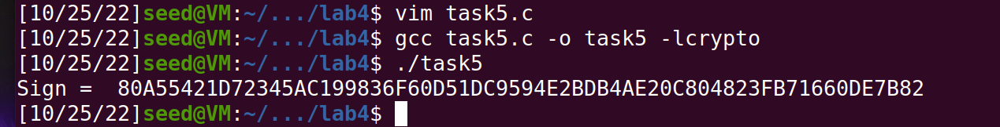 [10/25/22]seed@VM:~/.../lab4$ vim task5.c
[10/25/22]seed@VM:~/.../lab4$ gcc task5.c -o task5 -lcrypto
[10/25/22]seed@VM:~/.../lab4$ ./task5
Sign =  80A55421D72345AC199836F60D51DC9594E2BDB4AE20C804823FB71660DE7B82
[10/25/22]seed@VM:~/.../lab4$